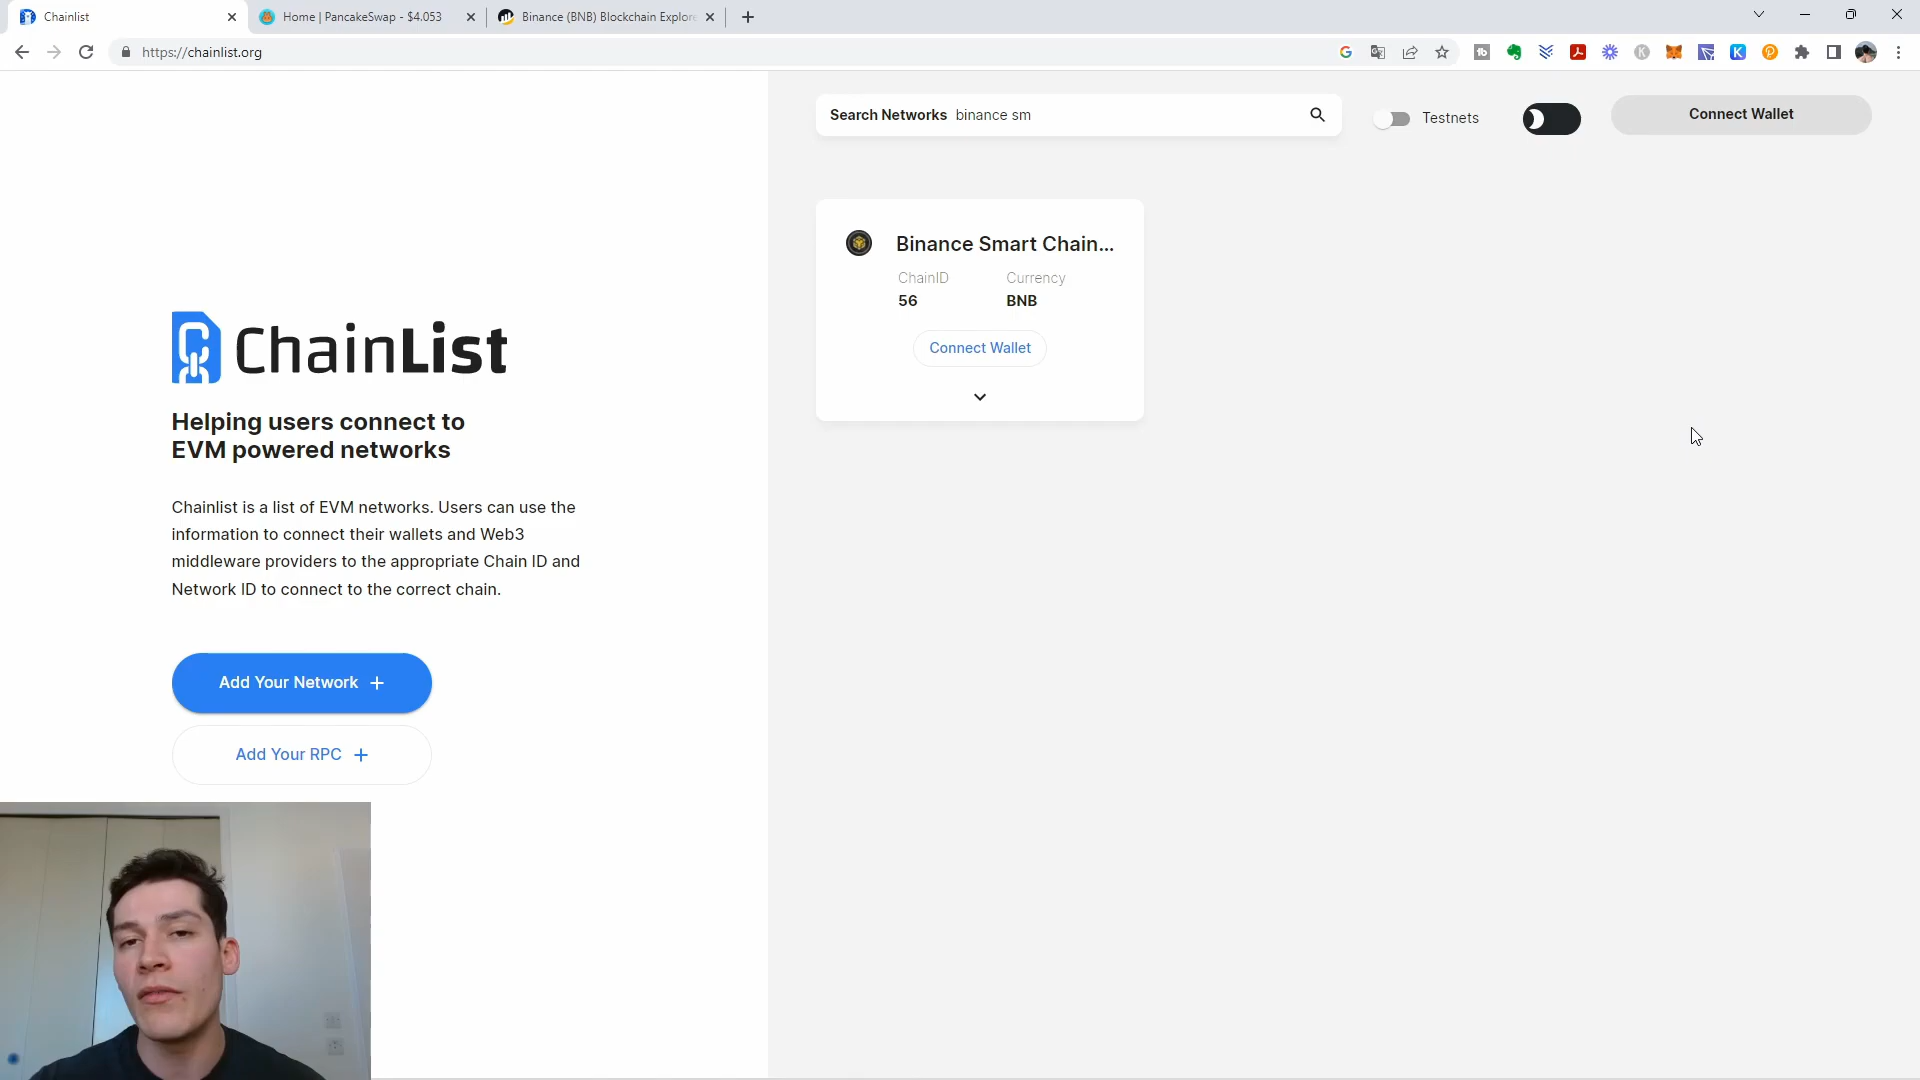 Chainlist
Home | PancakeSwap - $4.053
Binance (BNB) Blockchain Explore
https://chainlist.org
Search Networks binance sm
Testnets
Connect Wallet
Binance Smart Chain...
ChainID
Currency
56
BNB
Connect Wallet
ChainList
Helping users connect to
EVM powered networks
Chainlist is a list of EVM networks. Users can use the
information to connect their wallets and Web3
middleware providers to the appropriate Chain ID and
Network ID to connect to the correct chain.
Add Your Network +
Add Your RPC +